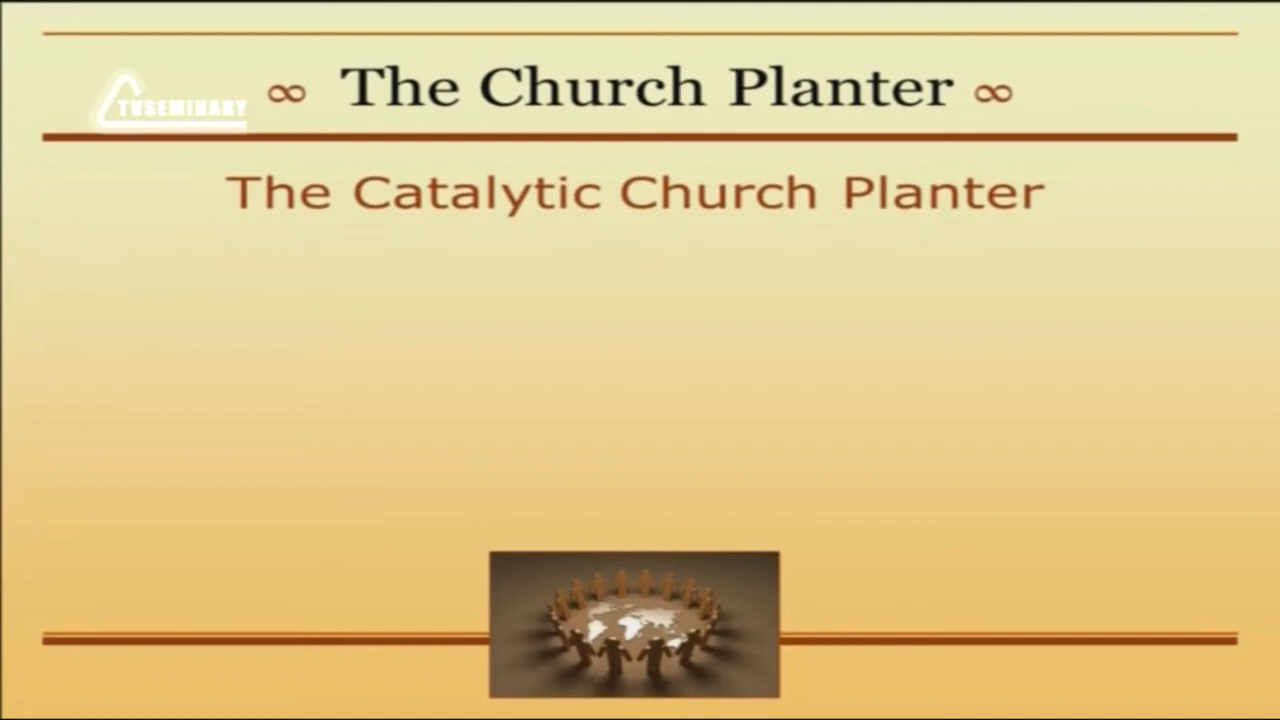 ∞ The Church Planter ∞
TVSEMINARY
The Catalytic Church Planter